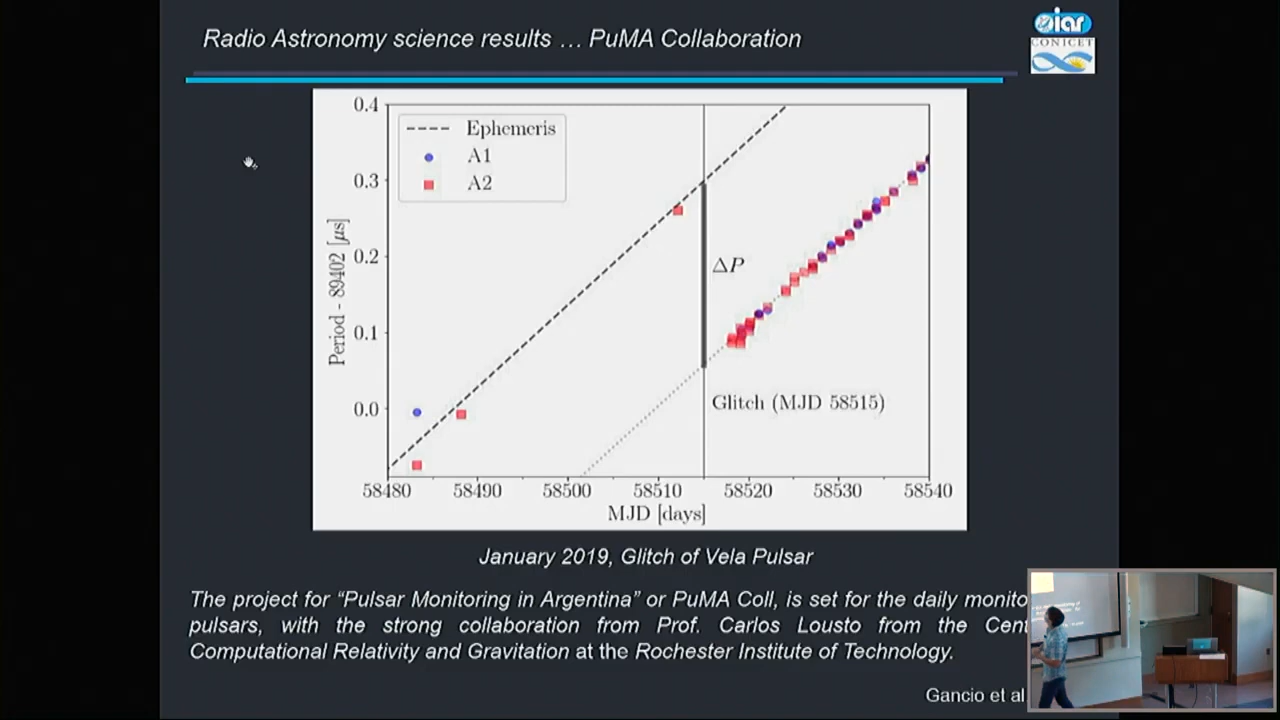 Radio Astronomy science results … PuMA Collaboration
iar
CONICET
0.4
0.3
0.2
0.1
0.0
Period - 89402 [μs]
Ephemeris
A1
A2
ΔP
Glitch (MJD 58515)
58480 58490 58500 58510 58520 58530 58540
MJD [days]
January 2019, Glitch of Vela Pulsar
The project for “Pulsar Monitoring in Argentina” or PuMA Coll, is set for the daily monito
pulsars, with the strong collaboration from Prof. Carlos Lousto from the Cent
Computational Relativity and Gravitation at the Rochester Institute of Technology.
Gancio et al